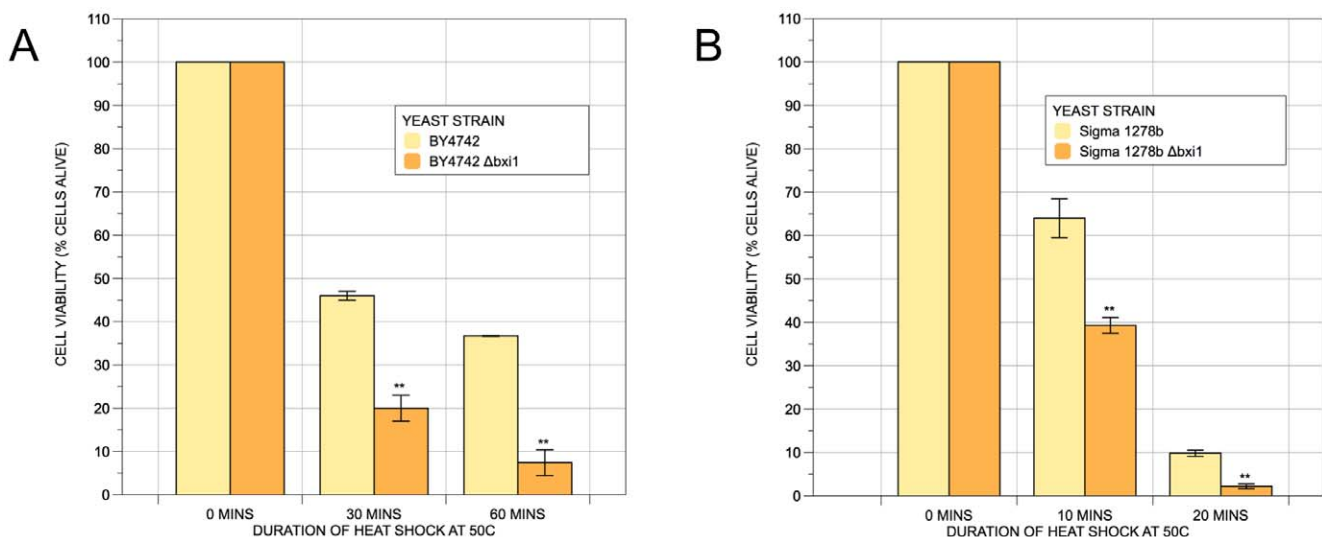 A
CELL VIABILITY (% CELLS ALIVE)
110
100
90
80
70
60
50
40
30
20
10
0
YEAST STRAIN
BY4742
BY4742 Δbxi1
**
**
0 MINS 30 MINS 60 MINS
DURATION OF HEAT SHOCK AT 50C
B
CELL VIABILITY (% CELLS ALIVE)
110
100
90
80
70
60
50
40
30
20
10
0
YEAST STRAIN
Sigma 1278b
Sigma 1278b Δbxi1
**
**
0 MINS 10 MINS 20 MINS
DURATION OF HEAT SHOCK AT 50C